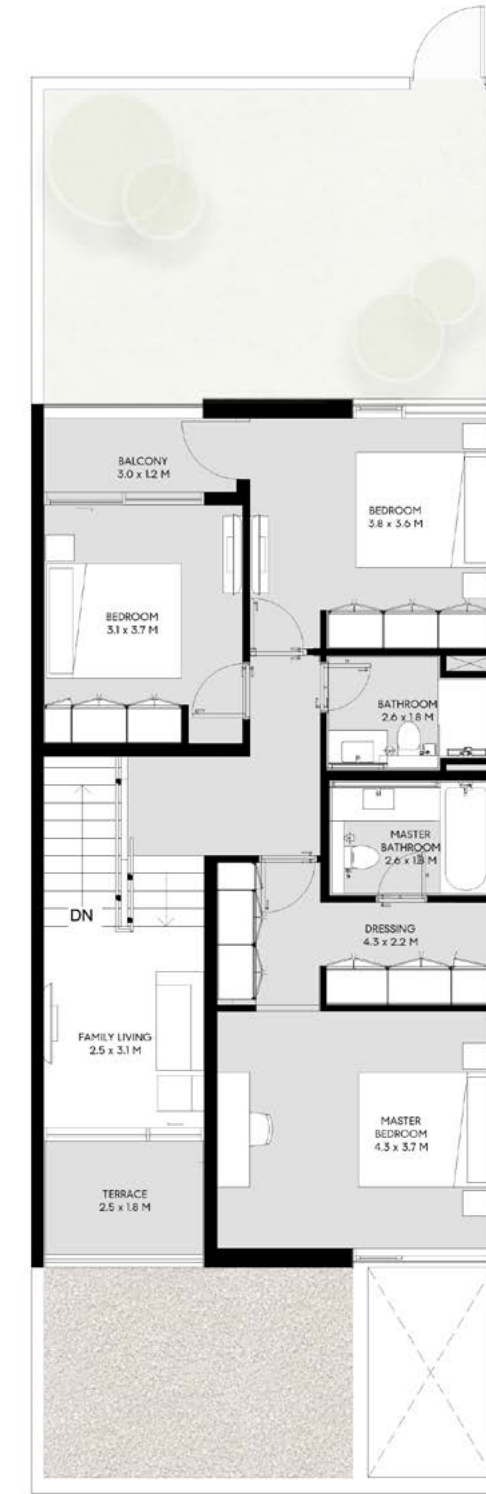 BALCONY
3.0 x 1.2 M
BEDROOM
3.8 x 3.6 M
BEDROOM
3.1 x 3.7 M
BATHROOM
2.6 x 1.8 M
MASTER
BATHROOM
2.6 x 1.8 M
DN
DRESSING
4.3 x 2.2 M
FAMILY LIVING
2.5 x 3.1 M
MASTER
BEDROOM
4.3 x 3.7 M
TERRACE
2.5 x 1.8 M